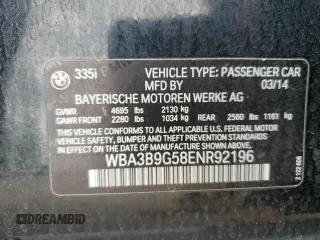 335i
VEHICLE TYPE: PASSENGER CAR
MFD BY
03/14
BAYERISCHE MOTOREN WERKE AG
GVWR 4695 lbs 2130 kg
GAWR FRONT 2280 lbs 1034 kg REAR 2560 lbs 1161 kg
WBA3B9G58ENR92196
THIS VEHICLE CONFORMS TO ALL APPLICABLE FEDERAL MOTOR VEHICLE SAFETY, BUMPER, AND THEFT PREVENTION STANDARDS IN EFFECT ON THE DATE OF MANUFACTURE SHOWN ABOVE.
DREAMBID